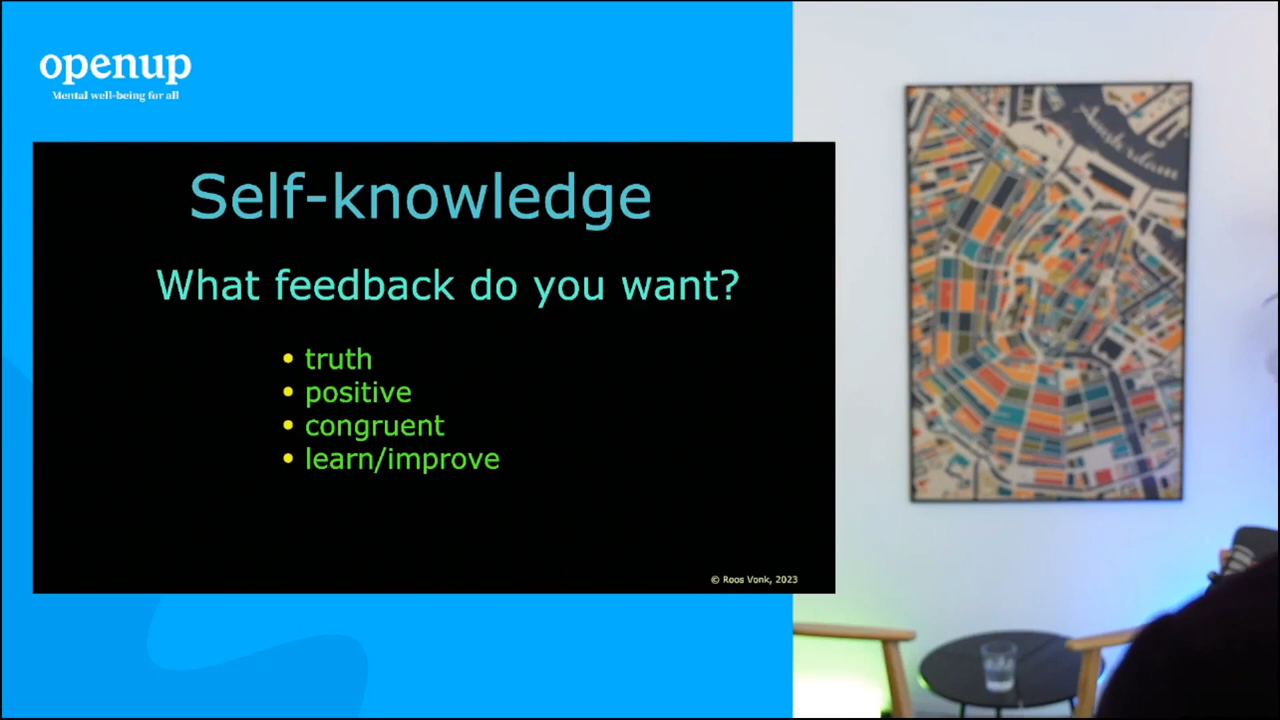 openup
Mental well-being for all
Self-knowledge
What feedback do you want?
• truth
• positive
• congruent
• learn/improve
© Roos Vonk, 2023
Amsterdam